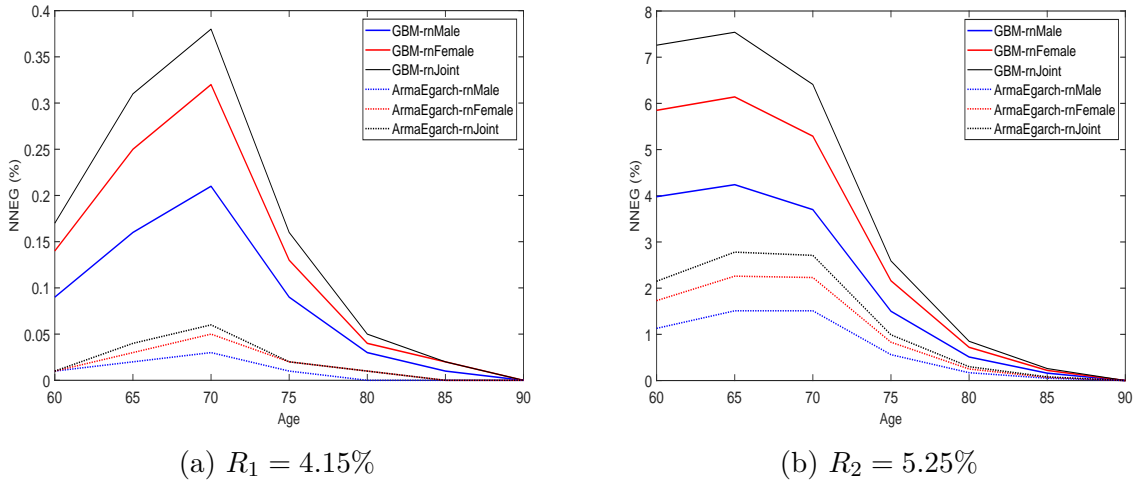 0.4
0.35
0.3
0.25
0.2
0.15
0.1
0.05
0
NNEG (%)
60 65 70 75 80 85 90
Age
GBM-rnMale
GBM-rnFemale
GBM-rnJoint
ArmaEgarch-rnMale
ArmaEgarch-rnFemale
ArmaEgarch-rnJoint
(a) R₁ = 4.15%
8
7
6
5
4
3
2
1
0
NNEG (%)
60 65 70 75 80 85 90
Age
GBM-rnMale
GBM-rnFemale
GBM-rnJoint
ArmaEgarch-rnMale
ArmaEgarch-rnFemale
ArmaEgarch-rnJoint
(b) R₂ = 5.25%